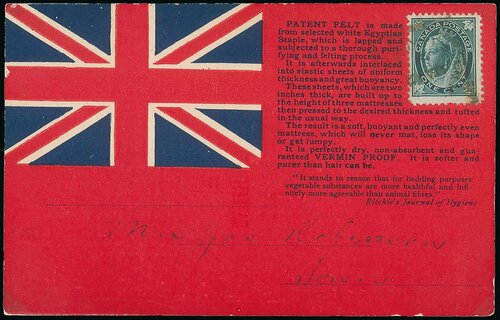 PATENT FELT is made
from selected white Egyptian
Staple, which is lapped and
subjected to a thorough puri-
fying and felting process.
It is afterwards interlaced
into elastic sheets of uniform
thickness and great buoyancy.
These sheets, which are two
inches thick, are built up to
the height of three mattresses
then pressed to the desired thickness and tufted
in the usual way.
The result is a soft, buoyant and perfectly even
mattress, which will never mat, lose its shape
or get lumpy.
It is perfectly dry, non-absorbent and gua-
ranteed VERMIN PROOF. It is softer and
purer than hair can be.
"It stands to reason that for bedding purposes
vegetable substances are more healthful and infi-
nitely more agreeable than animal fibres."
Ritchie's Journal of Hygiene
CANADA POSTAGE
ONE CENT
Robinson